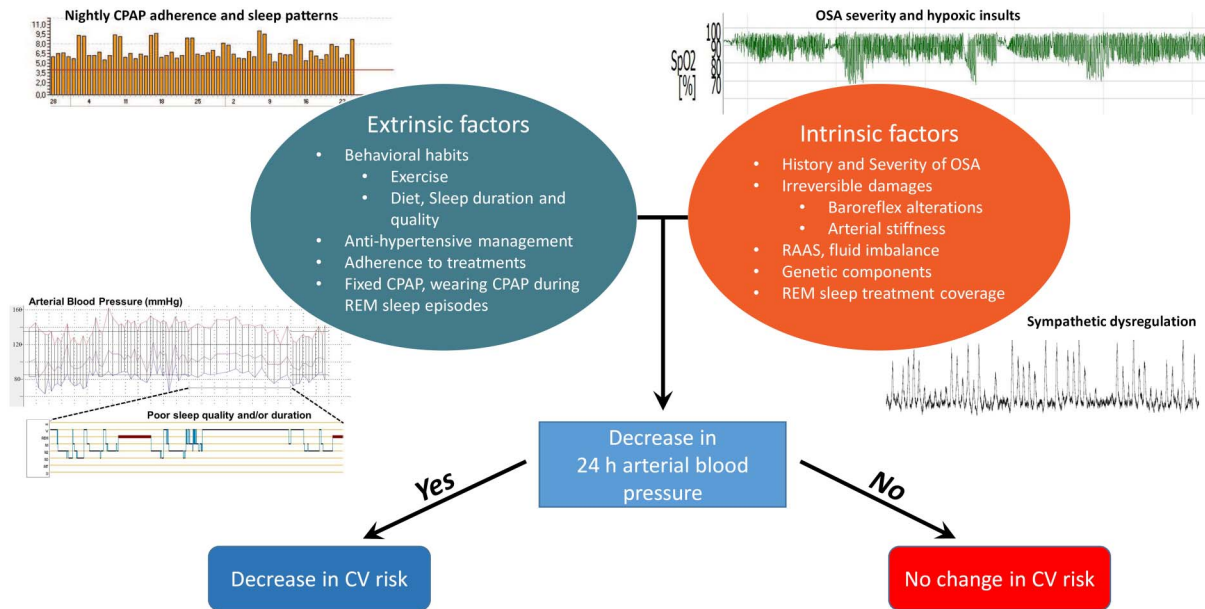 Nightly CPAP adherence and sleep patterns
11,0
9,5
8,0
6,5
5,0
3,5
2,0
0,0
28 4 11 18 25 2 9 16
OSA severity and hypoxic insults
100
90
80
70
SpO2
[%]
Extrinsic factors
• Behavioral habits
• Exercise
• Diet, Sleep duration and
quality
• Anti-hypertensive management
• Adherence to treatments
• Fixed CPAP, wearing CPAP during
REM sleep episodes
Intrinsic factors
• History and Severity of OSA
• Irreversible damages
• Baroreflex alterations
• Arterial stiffness
• RAAS, fluid imbalance
• Genetic components
• REM sleep treatment coverage
Arterial Blood Pressure (mmHg)
160
120
80
Poor sleep quality and/or duration
REM
Sympathetic dysregulation
Decrease in
24 h arterial blood
pressure
Yes
No
Decrease in CV risk
No change in CV risk